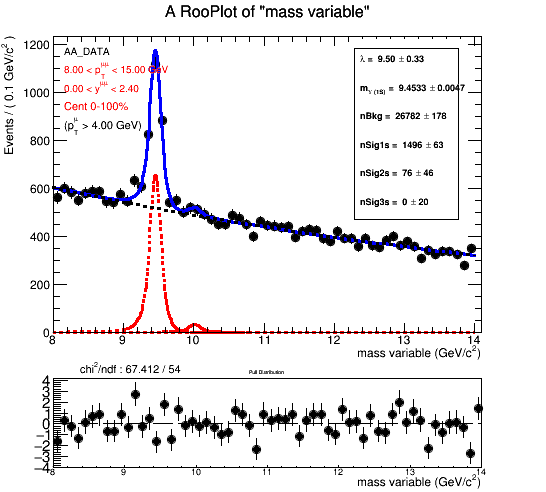 A RooPlot of "mass variable"
Events / ( 0.1 GeV/c² )
1200
1000
800
600
400
200
0
AA_DATA
8.00 < p_T^μμ < 15.00 GeV
0.00 < y^μμ < 2.40
Cent 0-100%
(p_T^μ > 4.00 GeV)
λ = 9.50 ± 0.33
m_Υ(1S) = 9.4533 ± 0.0047
nBkg = 26782 ± 178
nSig1s = 1496 ± 63
nSig2s = 76 ± 46
nSig3s = 0 ± 20
8 9 10 11 12 13 14
mass variable (GeV/c²)
chi²/ndf : 67.412 / 54
Pull Distribution
4
3
2
1
0
−1
−2
−3
−4
8 9 10 11 12 13 14
mass variable (GeV/c²)